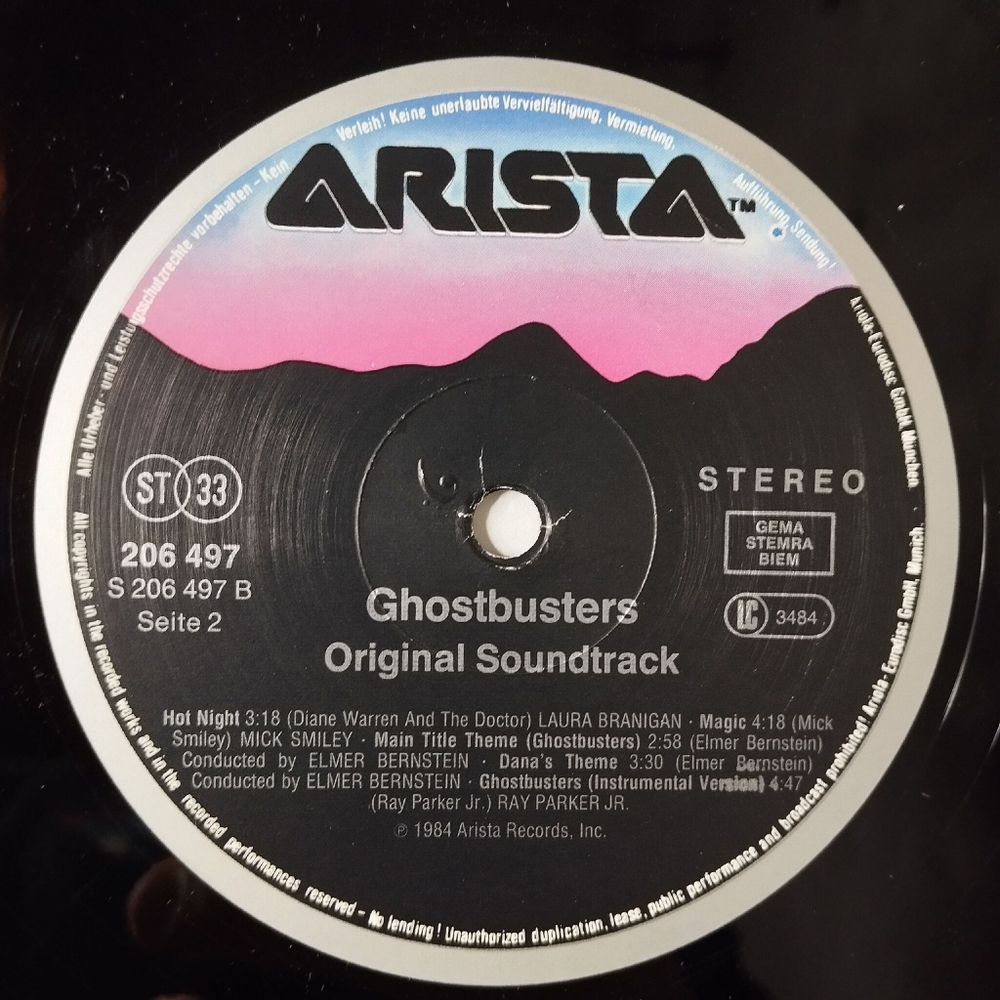 Alle Urheber- und Leistungsschutzrechte vorbehalten – Kein Verleih! Keine unerlaubte Vervielfältigung, Vermietung, Aufführung, Sendung!
ARISTA™
Ariola-Eurodisc GmbH, München
ST 33
STEREO
206 497
S 206 497 B
Seite 2
GEMA
STEMRA
BIEM
LC 3484
Ghostbusters
Original Soundtrack
Hot Night 3:18 (Diane Warren And The Doctor) LAURA BRANIGAN · Magic 4:18 (Mick
Smiley) MICK SMILEY · Main Title Theme (Ghostbusters) 2:58 (Elmer Bernstein)
Conducted by ELMER BERNSTEIN · Dana's Theme 3:30 (Elmer Bernstein)
Conducted by ELMER BERNSTEIN · Ghostbusters (Instrumental Version) 4:47
(Ray Parker Jr.) RAY PARKER JR.
℗ 1984 Arista Records, Inc.
All copyrights in the recorded works and in the recorded performances reserved – No lending! Unauthorized duplication, lease, public performance and broadcast prohibited! Ariola-Eurodisc GmbH, Munich.